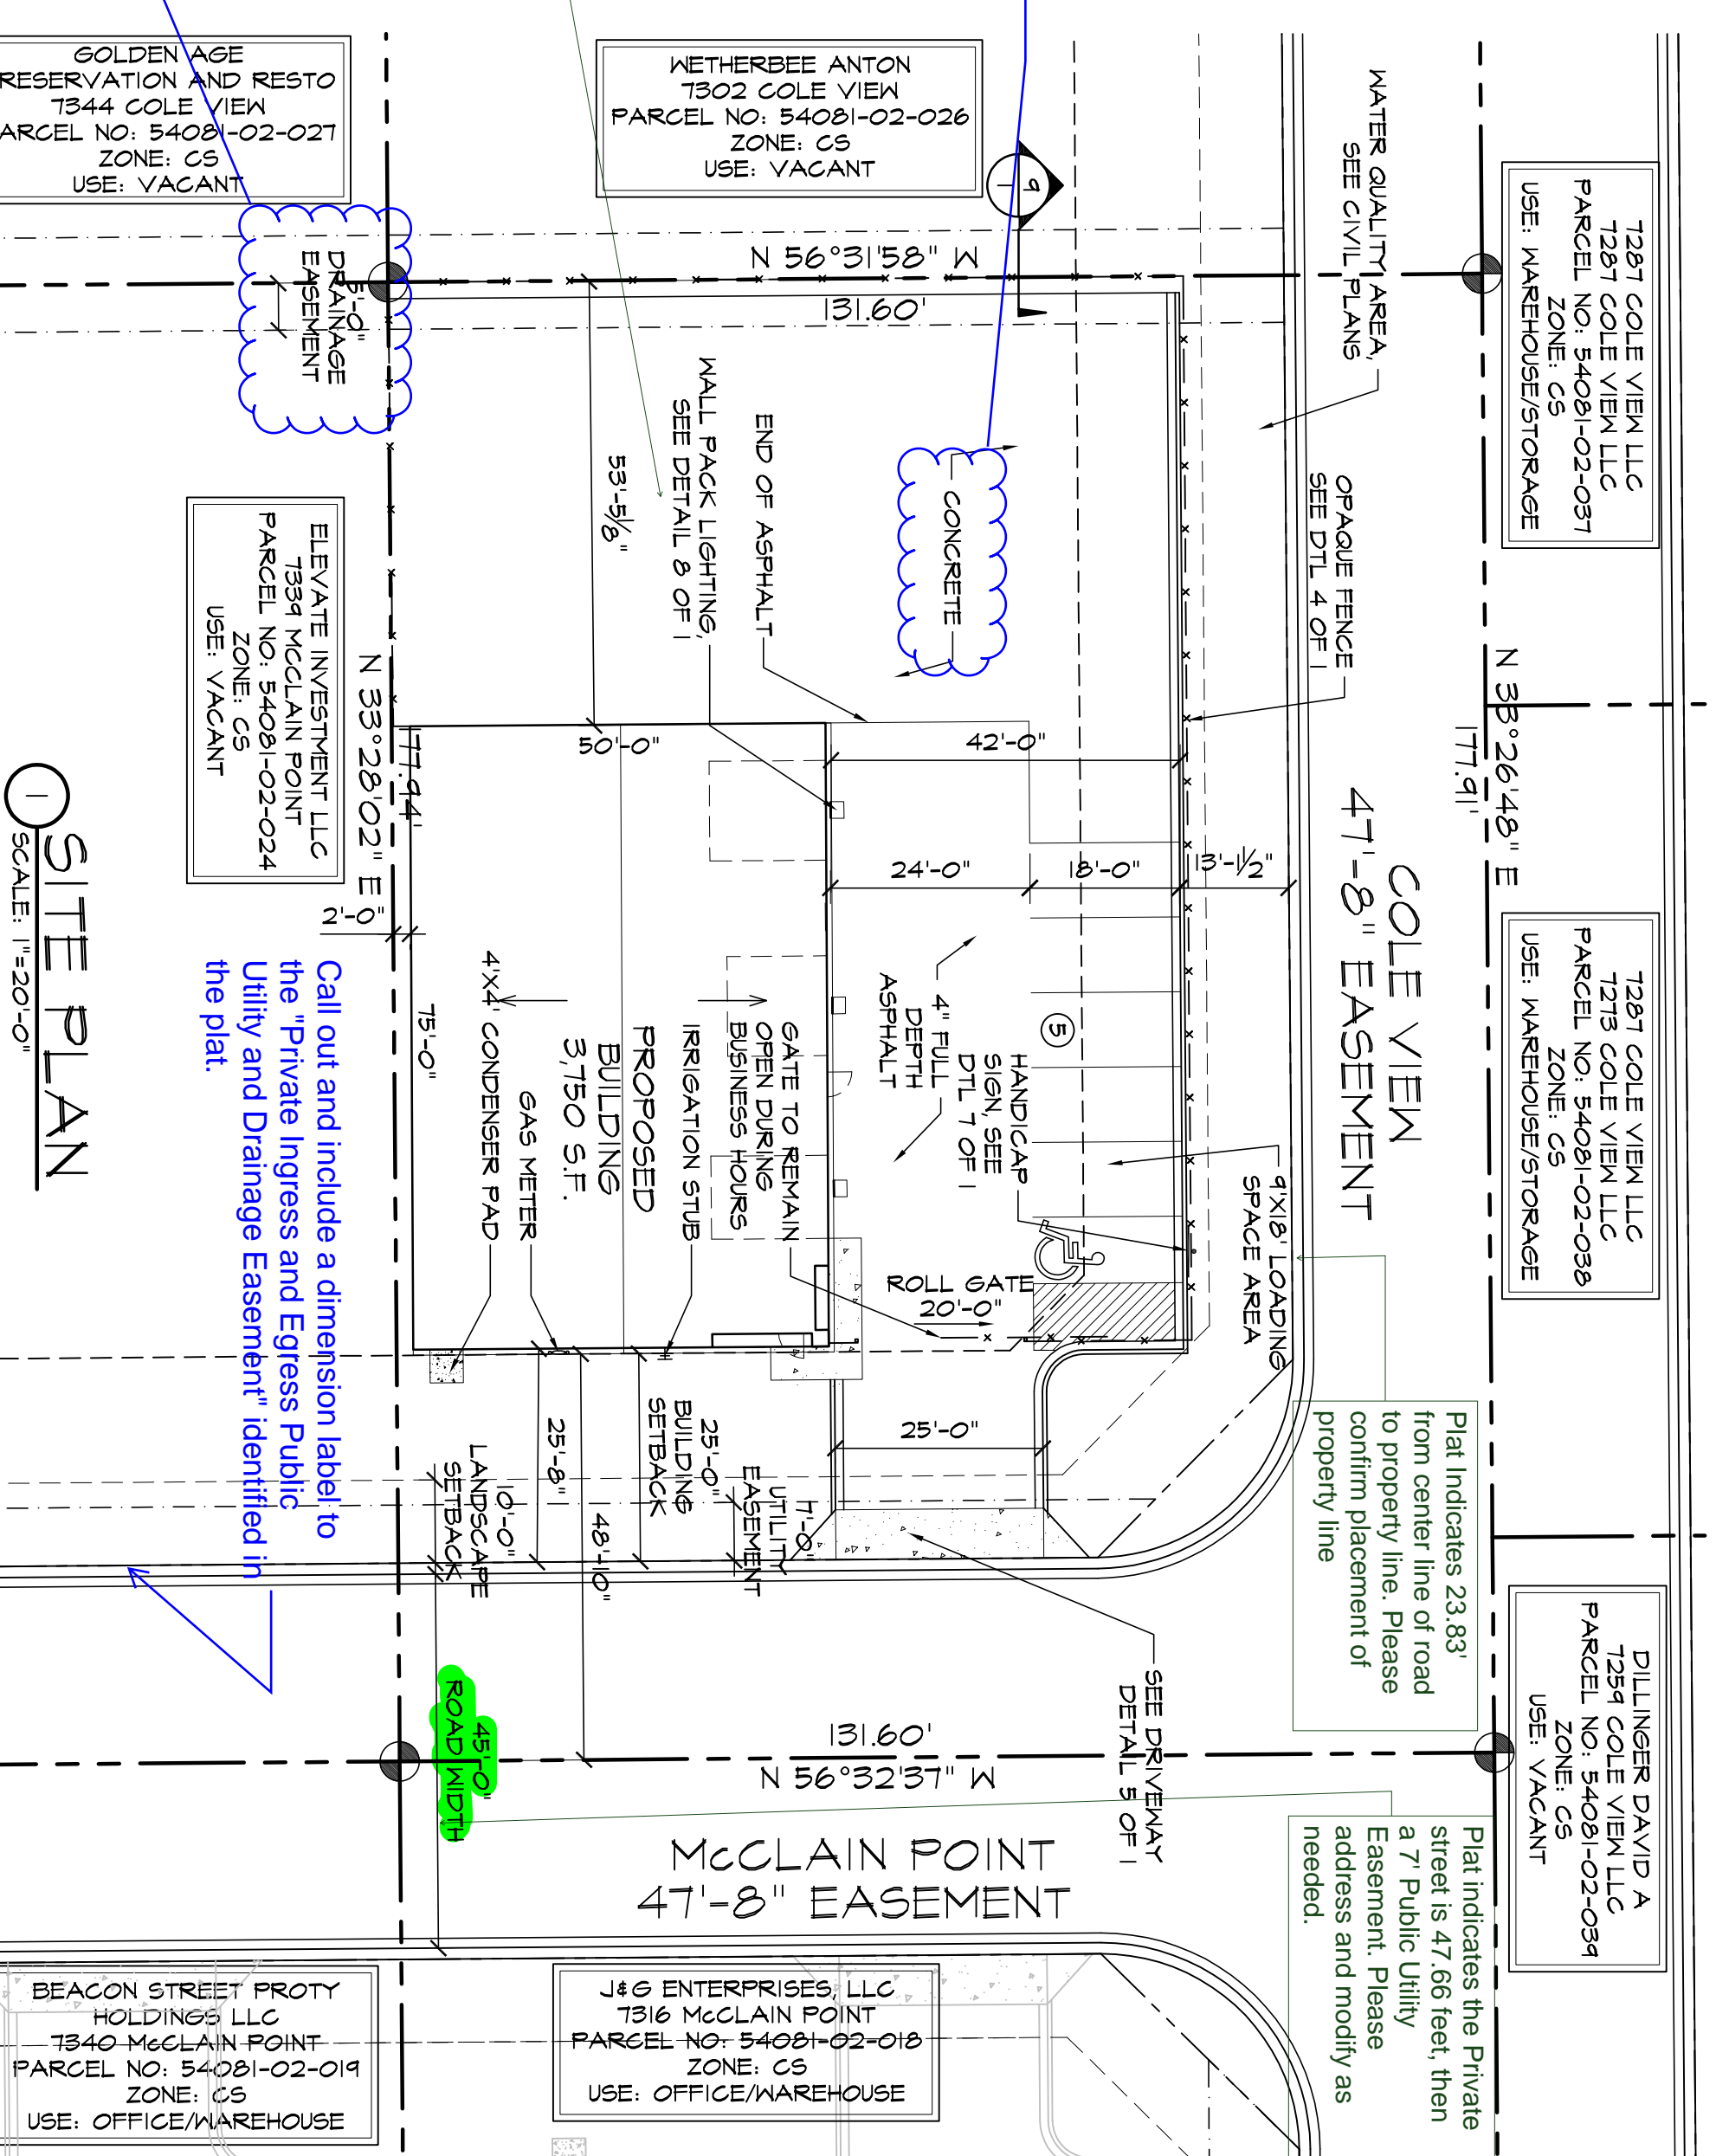 GOLDEN AGE
RESERVATION AND RESTO
7344 COLE VIEW
ARCEL NO: 54081-02-027
ZONE: CS
USE: VACANT
WETHERBEE ANTON
7302 COLE VIEW
PARCEL NO: 54081-02-026
ZONE: CS
USE: VACANT
1
9
WATER QUALITY AREA,
SEE CIVIL PLANS
7287 COLE VIEW LLC
7287 COLE VIEW LLC
PARCEL NO: 54081-02-037
ZONE: CS
USE: WAREHOUSE/STORAGE
N 56°31'58" W
131.60'
5'-0"
DRAINAGE
EASEMENT
WALL PACK LIGHTING,
SEE DETAIL 8 OF 1
END OF ASPHALT
CONCRETE
OPAQUE FENCE
SEE DTL 4 OF 1
53'-5/8"
ELEVATE INVESTMENT LLC
7339 MCCLAIN POINT
PARCEL NO: 54081-02-024
ZONE: CS
USE: VACANT
N 33°28'02" E
177.94'
N 33°26'48" E
177.91'
50'-0"
42'-0"
24'-0"
18'-0"
13'-1/2"
2'-0"
75'-0"
COLE VIEW
47'-8" EASEMENT
7287 COLE VIEW LLC
7273 COLE VIEW LLC
PARCEL NO: 54081-02-038
ZONE: CS
USE: WAREHOUSE/STORAGE
1
SITE PLAN
SCALE: 1"=20'-0"
Call out and include a dimension label to
the "Private Ingress and Egress Public
Utility and Drainage Easement" identified in
the plat.
4'X4' CONDENSER PAD
GAS METER
PROPOSED
BUILDING
3,750 S.F.
IRRIGATION STUB
GATE TO REMAIN
OPEN DURING
BUSINESS HOURS
4" FULL
DEPTH
ASPHALT
5
HANDICAP
SIGN, SEE
DTL 7 OF 1
9'X18' LOADING
SPACE AREA
ROLL GATE
20'-0"
25'-0"
25'-0"
BUILDING
SETBACK
7'-0"
UTILITY
EASEMENT
25'-8"
48'-10"
10'-0"
LANDSCAPE
SETBACK
Plat Indicates 23.83'
from center line of road
to property line. Please
confirm placement of
property line
SEE DRIVEWAY
DETAIL 5 OF 1
DILLINGER DAVID A
7259 COLE VIEW LLC
PARCEL NO: 54081-02-039
ZONE: CS
USE: VACANT
45'-0"
ROAD WIDTH
131.60'
N 56°32'37" W
McCLAIN POINT
47'-8" EASEMENT
Plat indicates the Private
street is 47.66 feet, then
a 7' Public Utility
Easement. Please
address and modify as
needed.
BEACON STREET PROTY
HOLDINGS LLC
7340 McCLAIN POINT
PARCEL NO: 54081-02-019
ZONE: CS
USE: OFFICE/WAREHOUSE
J&G ENTERPRISES, LLC
7316 McCLAIN POINT
PARCEL NO: 54081-02-018
ZONE: CS
USE: OFFICE/WAREHOUSE